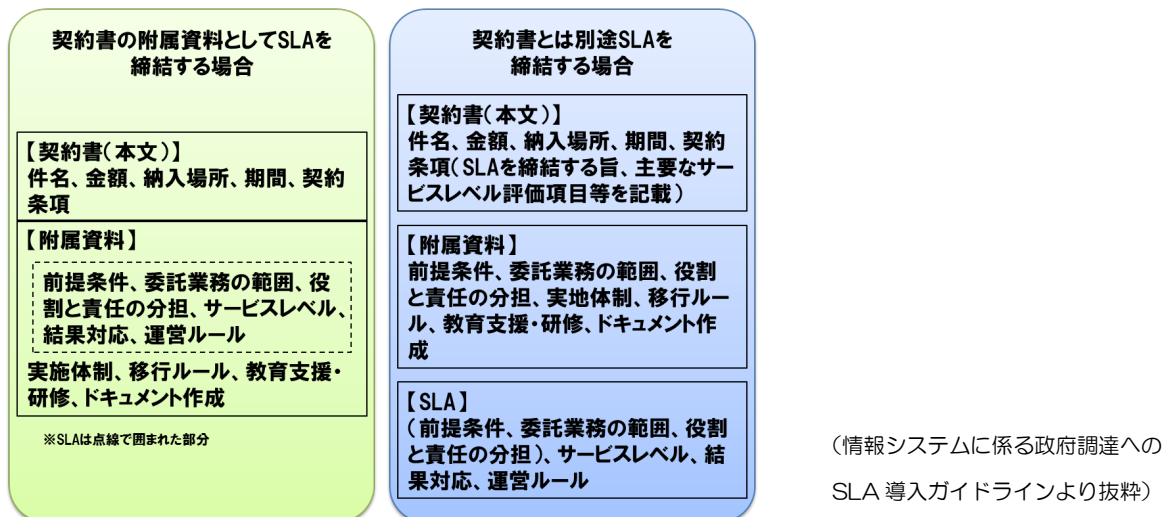 契約書の附属資料としてSLAを
締結する場合
【契約書(本文)】
件名、金額、納入場所、期間、契約
条項
【附属資料】
前提条件、委託業務の範囲、役
割と責任の分担、サービスレベル、
結果対応、運営ルール
実施体制、移行ルール、教育支援・
研修、ドキュメント作成
※SLAは点線で囲まれた部分
契約書とは別途SLAを
締結する場合
【契約書(本文)】
件名、金額、納入場所、期間、契約
条項(SLAを締結する旨、主要なサー
ビスレベル評価項目等を記載)
【附属資料】
前提条件、委託業務の範囲、役割
と責任の分担、実地体制、移行ルー
ル、教育支援・研修、ドキュメント作
成
【SLA】
(前提条件、委託業務の範囲、役割
と責任の分担)、サービスレベル、結
果対応、運営ルール
(情報システムに係る政府調達への
SLA 導入ガイドラインより抜粋)